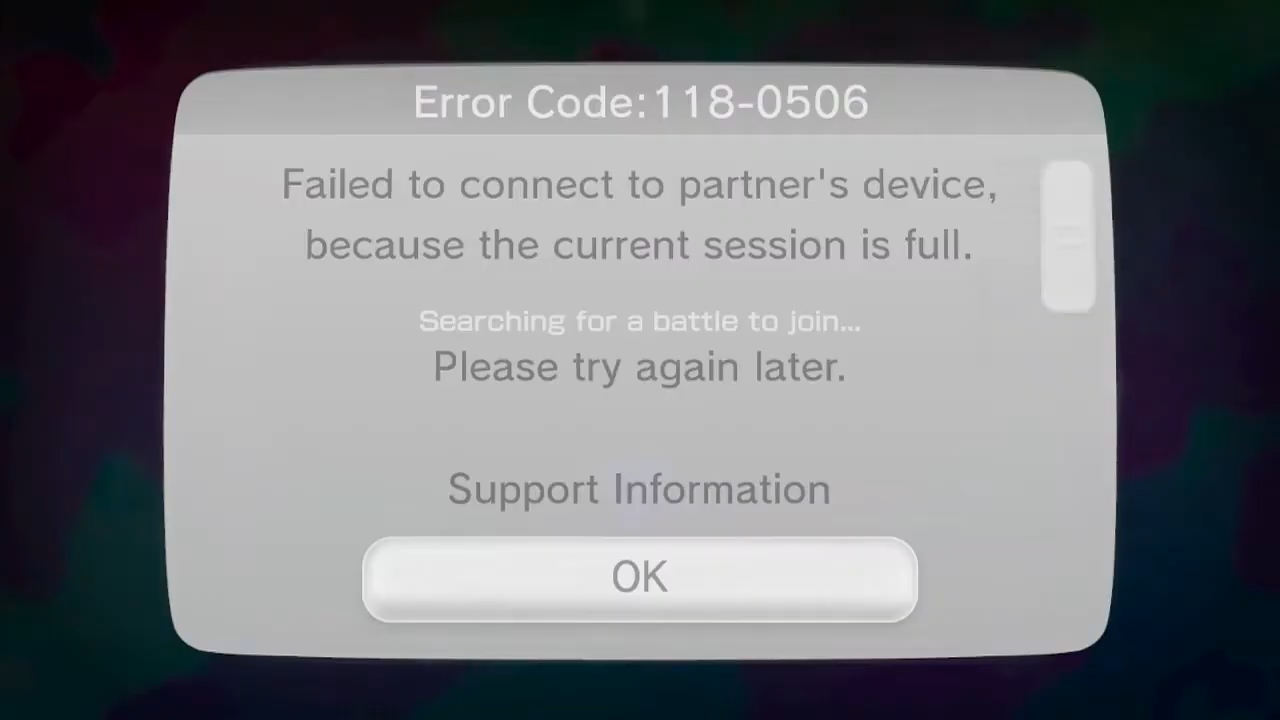 Error Code:118-0506
Failed to connect to partner's device,
because the current session is full.
Searching for a battle to join...
Please try again later.
Support Information
OK